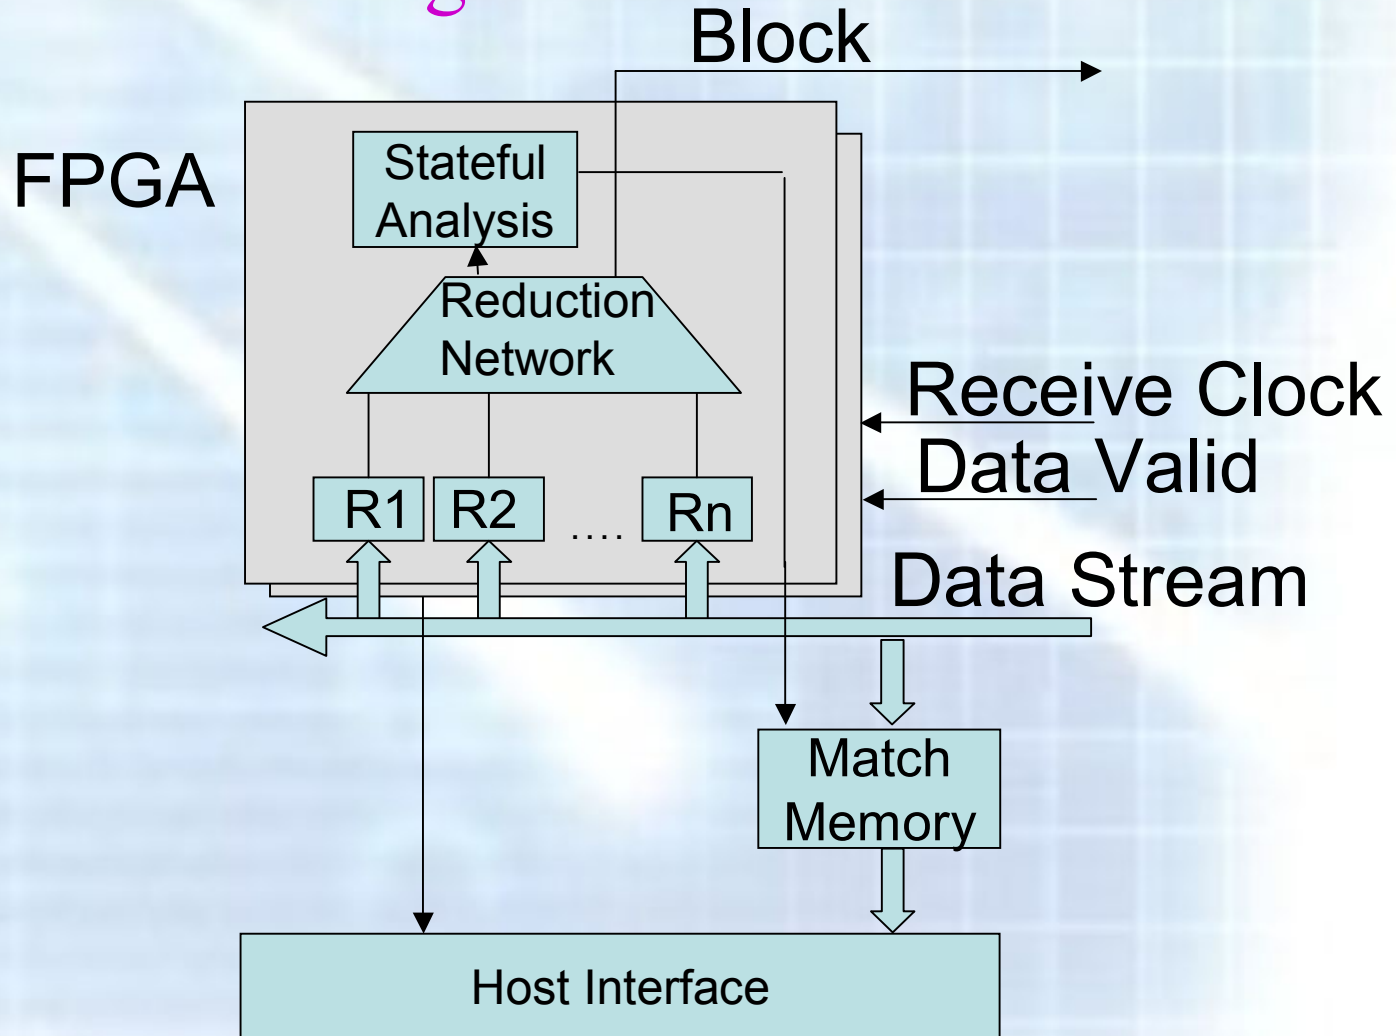 Block
FPGA
Stateful
Analysis
Reduction
Network
Receive Clock
Data Valid
R1
R2
....
Rn
Data Stream
Match
Memory
Host Interface